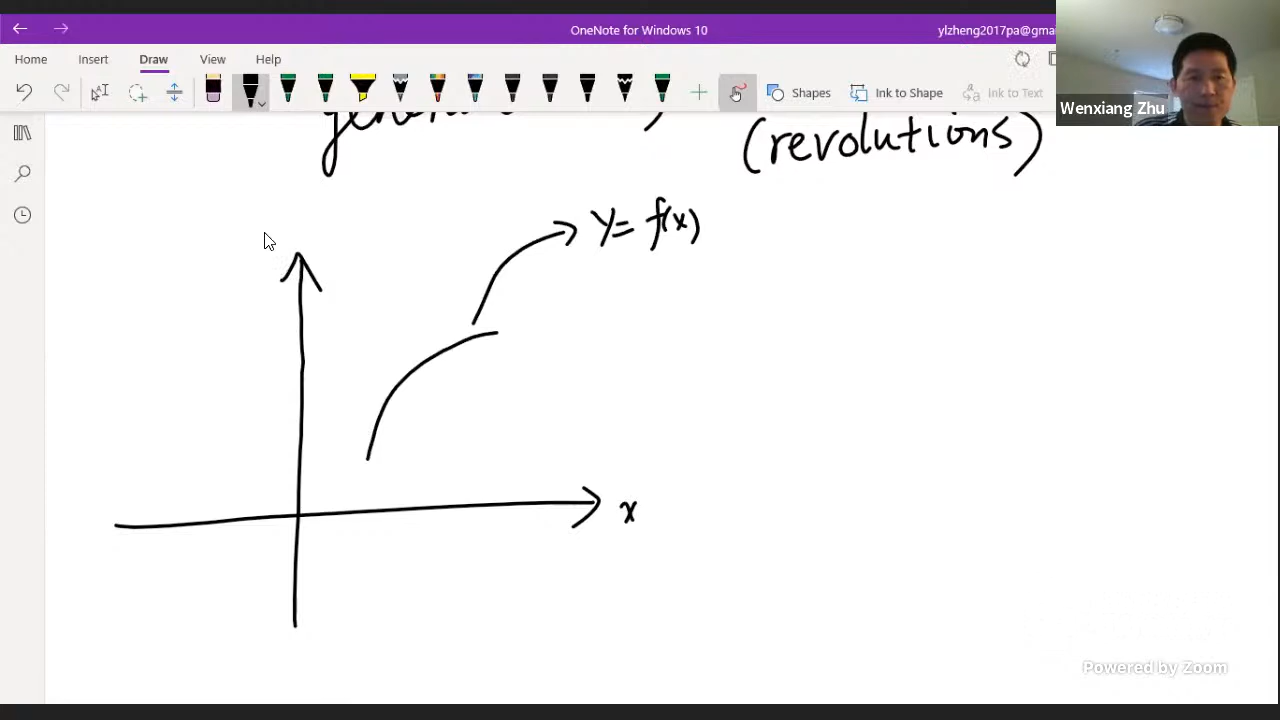 OneNote for Windows 10
ylzheng2017pa@gma
Home Insert Draw View Help
Shapes Ink to Shape Ink to Text
Wenxiang Zhu
(revolutions)
y= f(x)
x
Powered by Zoom